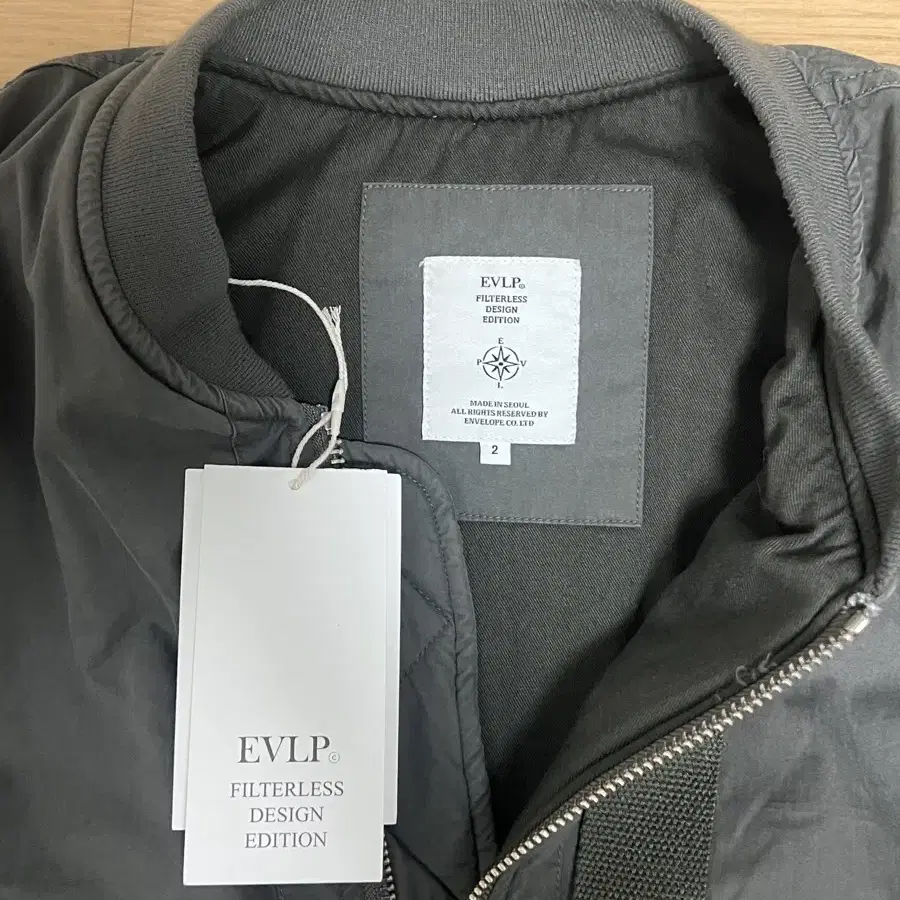 EVLP©
FILTERLESS
DESIGN
EDITION
E
P V
L
MADE IN SEOUL
ALL RIGHTS RESERVED BY
ENVELOPE CO. LTD
2
EVLP©
FILTERLESS
DESIGN
EDITION